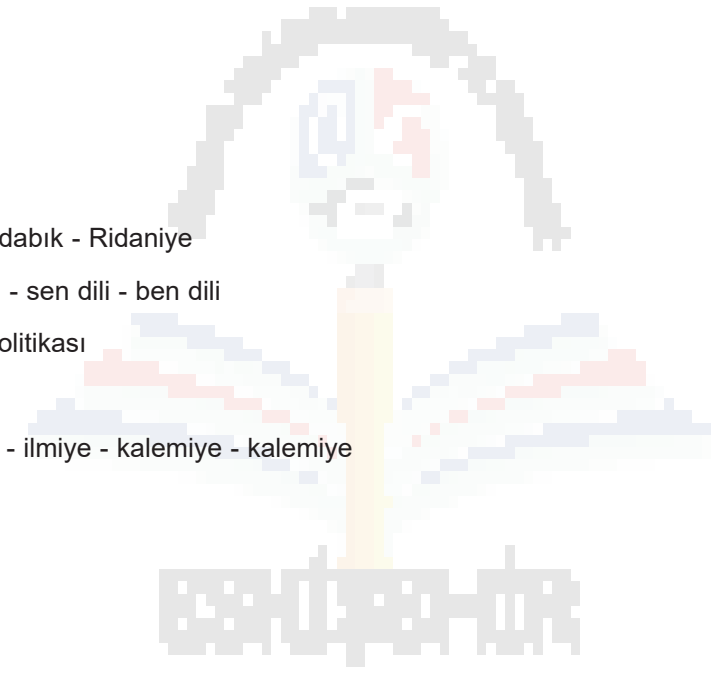 dabık - Ridaniye
- sen dili - ben dili
olitikası
- ilmiye - kalemiye - kalemiye